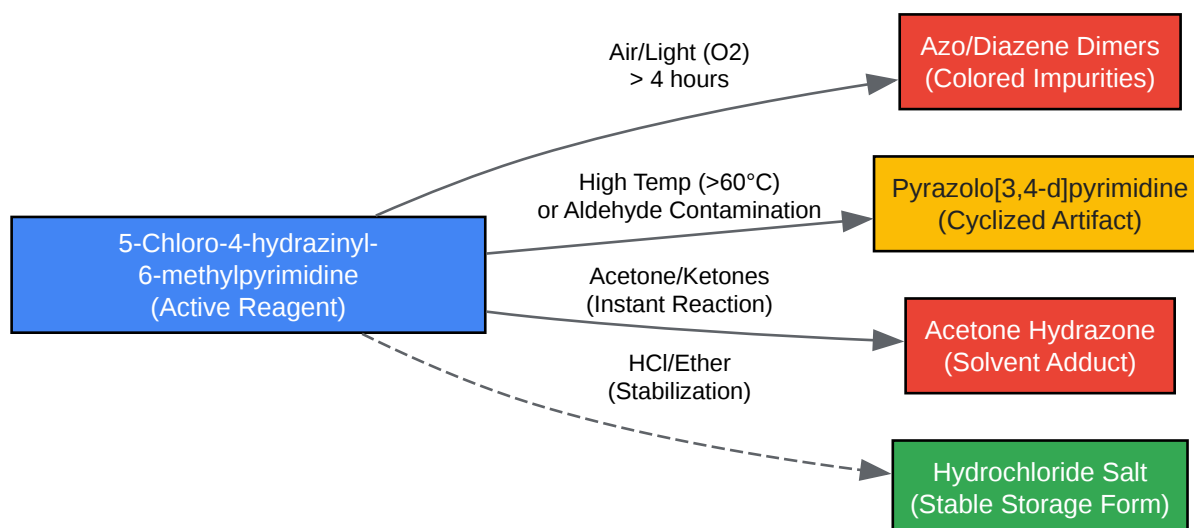 Air/Light (O2)
> 4 hours
Azo/Diazene Dimers
(Colored Impurities)
High Temp (>60°C)
or Aldehyde Contamination
Pyrazolo[3,4-d]pyrimidine
(Cyclized Artifact)
5-Chloro-4-hydrazinyl-
6-methylpyrimidine
(Active Reagent)
Acetone/Ketones
(Instant Reaction)
Acetone Hydrazone
(Solvent Adduct)
HCl/Ether
(Stabilization)
Hydrochloride Salt
(Stable Storage Form)